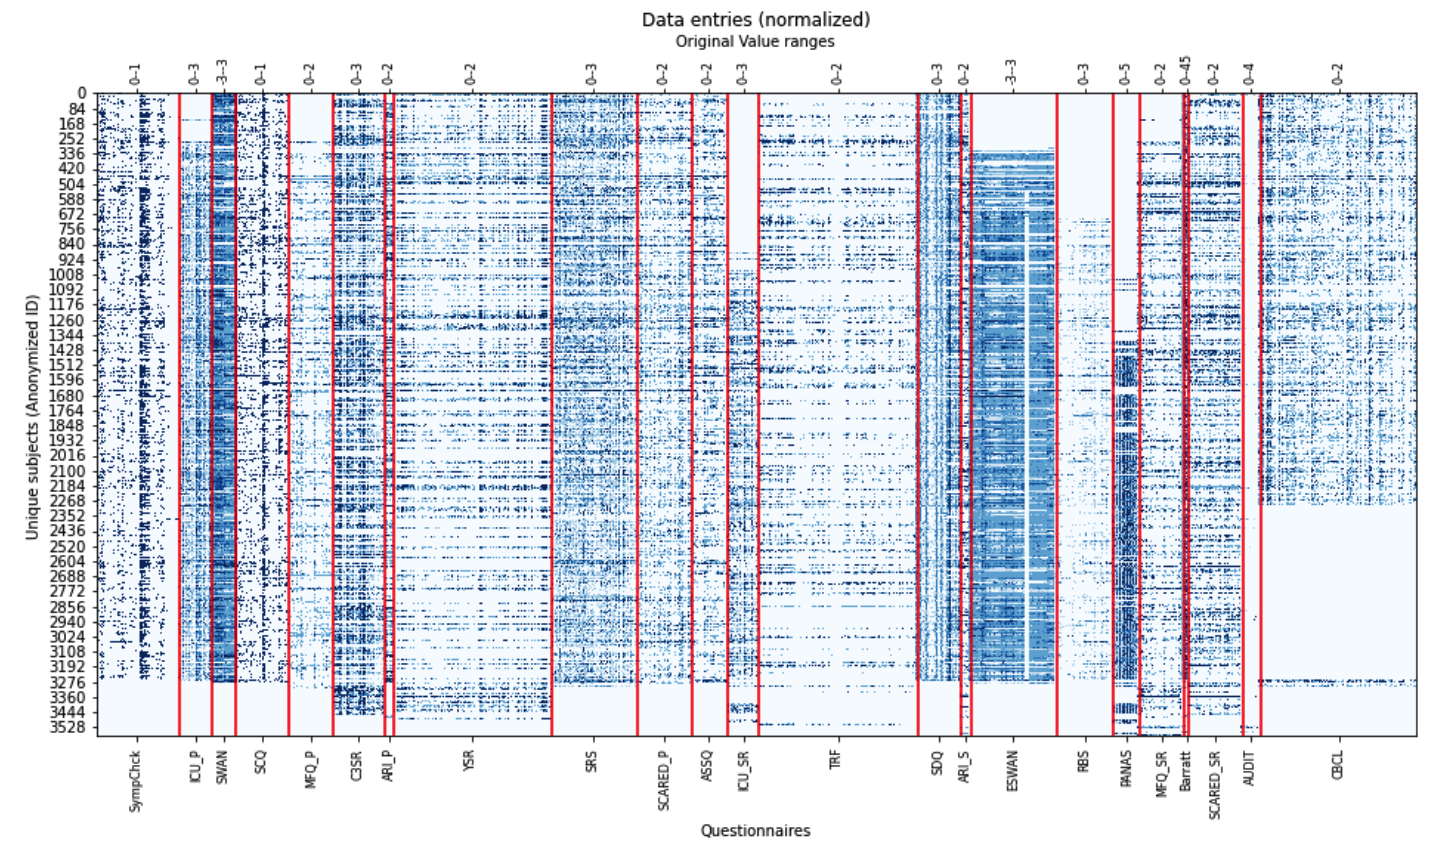 Data entries (normalized)
Original Value ranges
0–1
0–3
-3–3
0–1
0–2
0–3
0–2
0–2
0–3
0–2
0–2
0–3
0–2
0–3
0–2
-3–3
0–3
0–5
0–2
0–45
0–2
0–4
0–2
Unique subjects (Anonymized ID)
0
84
168
252
336
420
504
588
672
756
840
924
1008
1092
1176
1260
1344
1428
1512
1596
1680
1764
1848
1932
2016
2100
2184
2268
2352
2436
2520
2604
2688
2772
2856
2940
3024
3108
3192
3276
3360
3444
3528
SympChck
ICU_P
SWAN
SCQ
MFQ_P
C3SR
ARI_P
YSR
SRS
SCARED_P
ASSQ
ICU_SR
TRF
SDQ
ARI_S
ESWAN
RBS
PANAS
MFQ_SR
Barratt
SCARED_SR
AUDIT
CBCL
Questionnaires